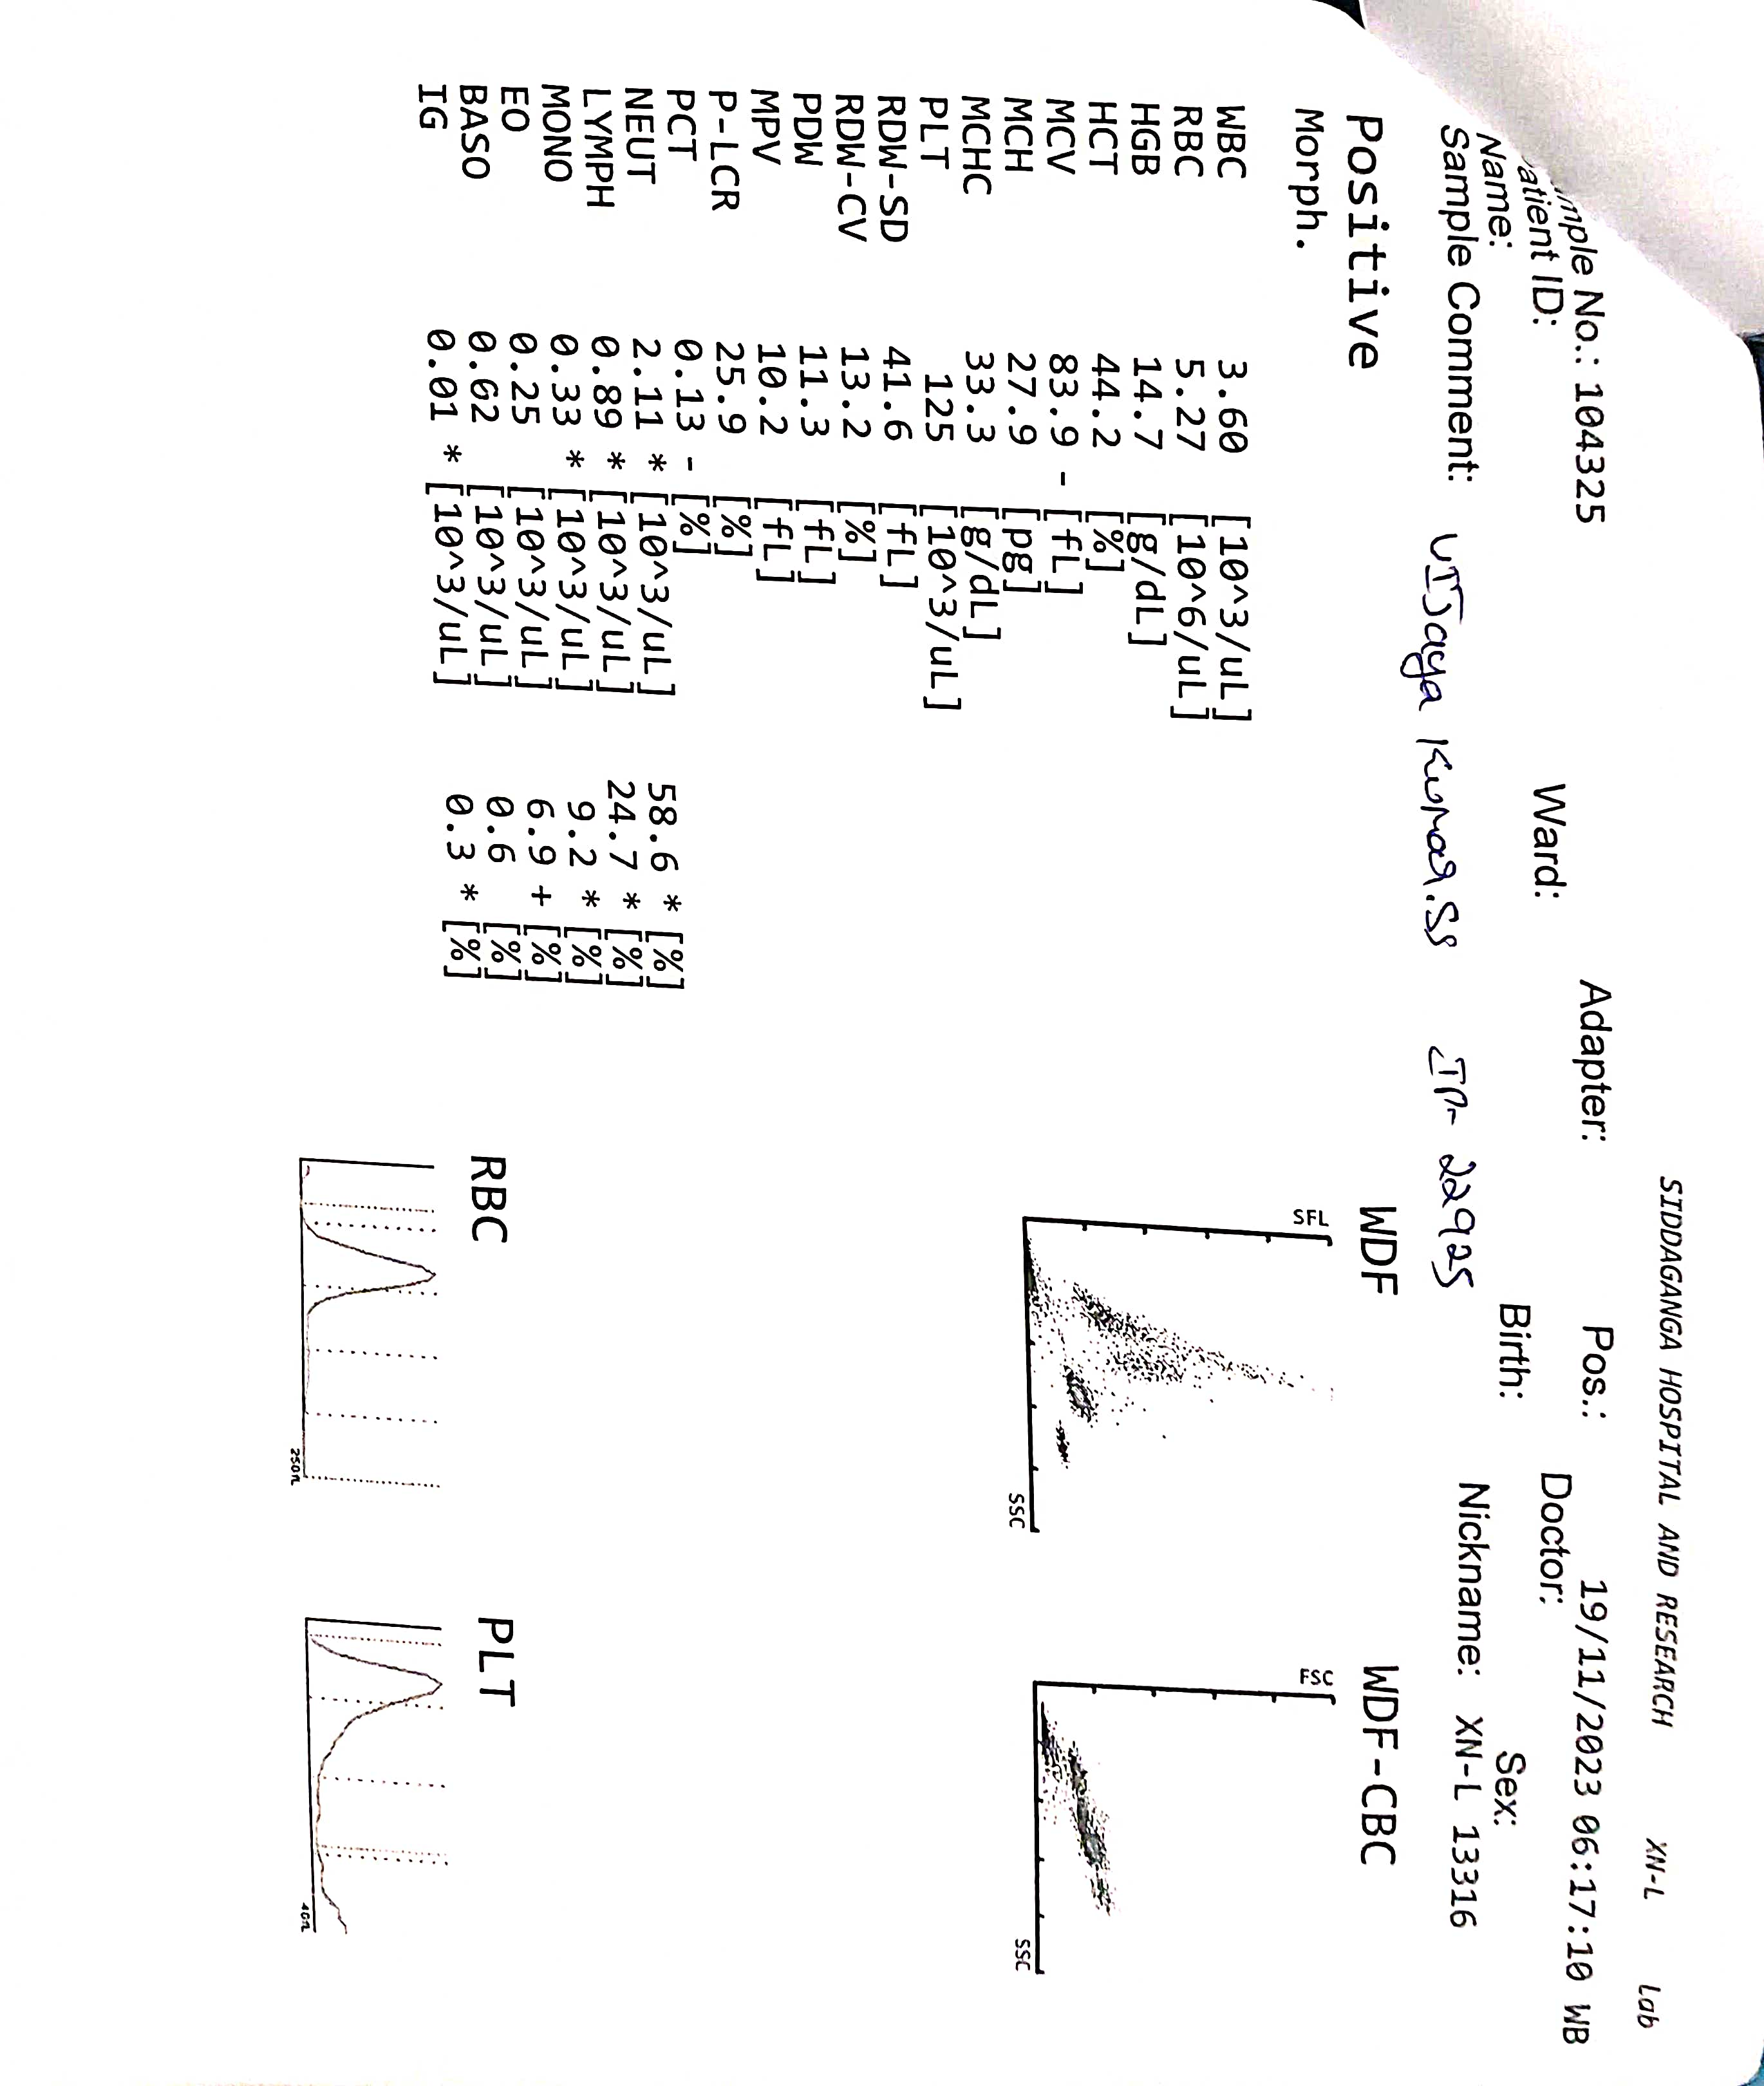 SIDDAGANGA HOSPITAL AND RESEARCH XN-L Lab
mple No.: 104325 Adapter: Pos.: 19/11/2023 06:17:10 WB
atient ID: Ward: Doctor:
Name: Birth: Sex:
Sample Comment: Nickname: XN-L 13316
VIJaya Kumar.SS IP- 22925
Positive
Morph.
WDF
SFL
SSC
WDF-CBC
FSC
SSC
WBC 3.60 [10^3/uL]
RBC 5.27 [10^6/uL]
HGB 14.7 [g/dL]
HCT 44.2 [%]
MCV 83.9 - [fL]
MCH 27.9 [pg]
MCHC 33.3 [g/dL]
PLT 125 [10^3/uL]
RDW-SD 41.6 [fL]
RDW-CV 13.2 [%]
PDW 11.3 [fL]
MPV 10.2 [fL]
P-LCR 25.9 [%]
PCT 0.13 - [%]
NEUT 2.11 * [10^3/uL] 58.6 * [%]
LYMPH 0.89 * [10^3/uL] 24.7 * [%]
MONO 0.33 * [10^3/uL] 9.2 * [%]
EO 0.25 [10^3/uL] 6.9 + [%]
BASO 0.02 [10^3/uL] 0.6 [%]
IG 0.01 * [10^3/uL] 0.3 * [%]
RBC
250fL
PLT
40fL